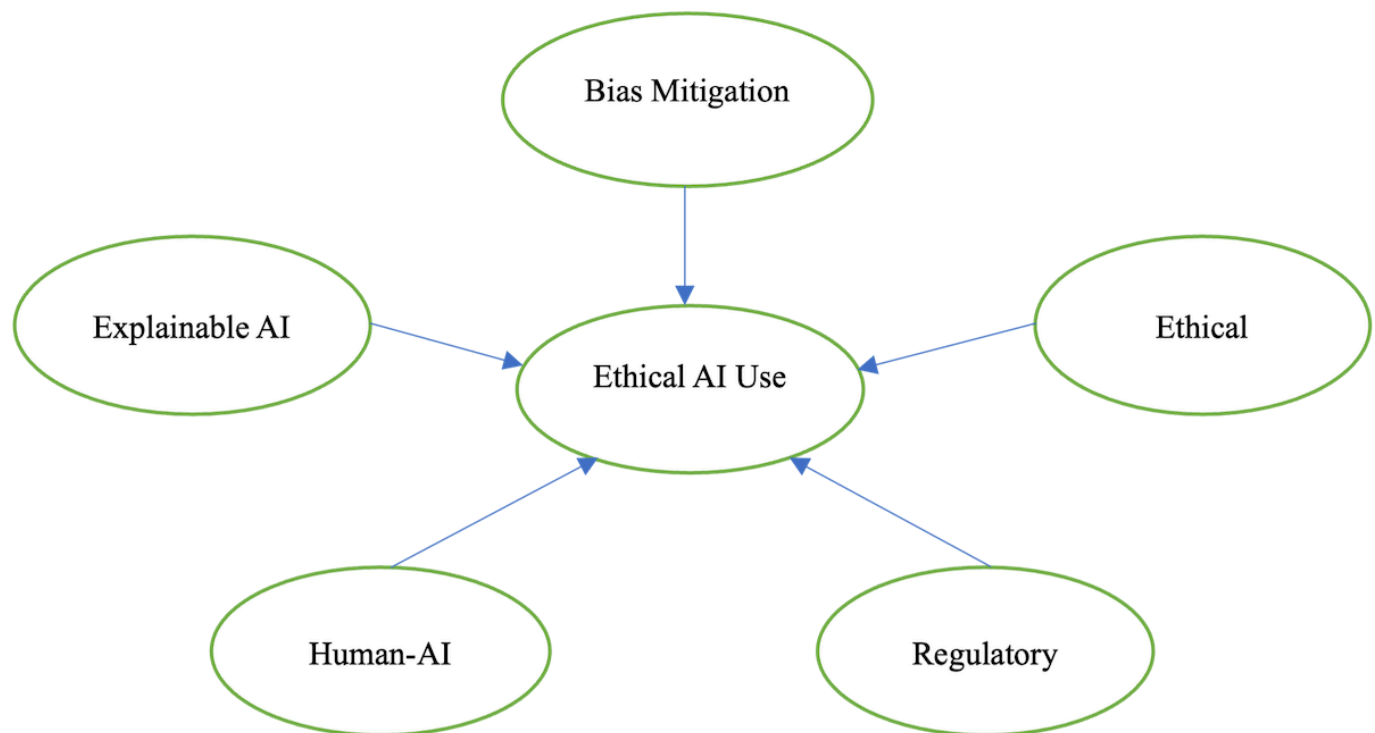 Bias Mitigation
Explainable AI
Ethical
Ethical AI Use
Human-AI
Regulatory